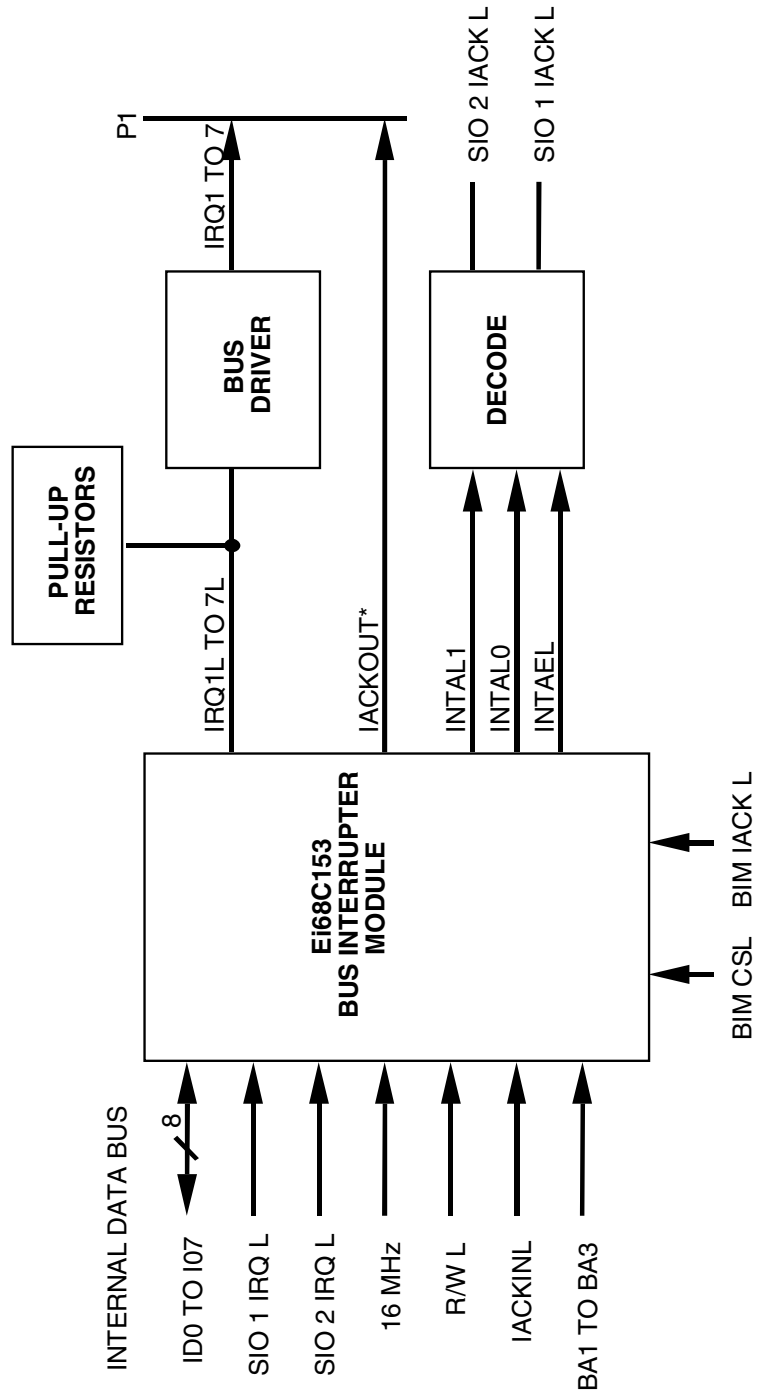 INTERNAL DATA BUS
8
ID0 TO I07
SIO 1 IRQ L
SIO 2 IRQ L
16 MHz
R/W L
IACKINL
BA1 TO BA3
Ei68C153
BUS INTERRUPTER
MODULE
BIM CSL
BIM IACK L
PULL-UP
RESISTORS
IRQ1L TO 7L
IACKOUT*
INTAL1
INTAL0
INTAEL
BUS
DRIVER
DECODE
IRQ1 TO 7
P1
SIO 2 IACK L
SIO 1 IACK L